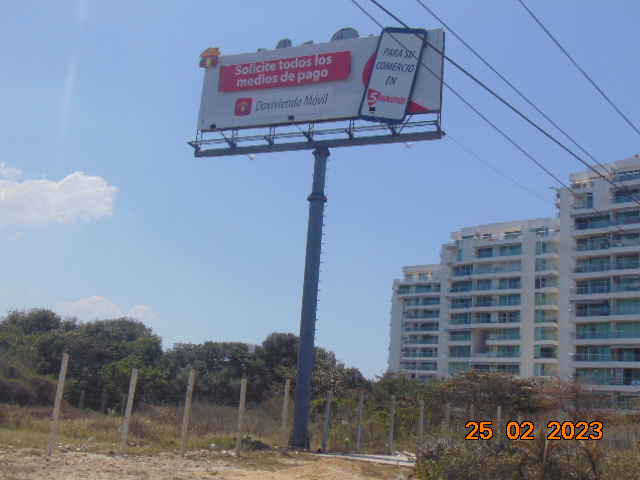 Solicite todos los
medios de pago
Davivienda Móvil
PARA SU
COMERCIO
EN
5 MINUTOS
25 02 2023